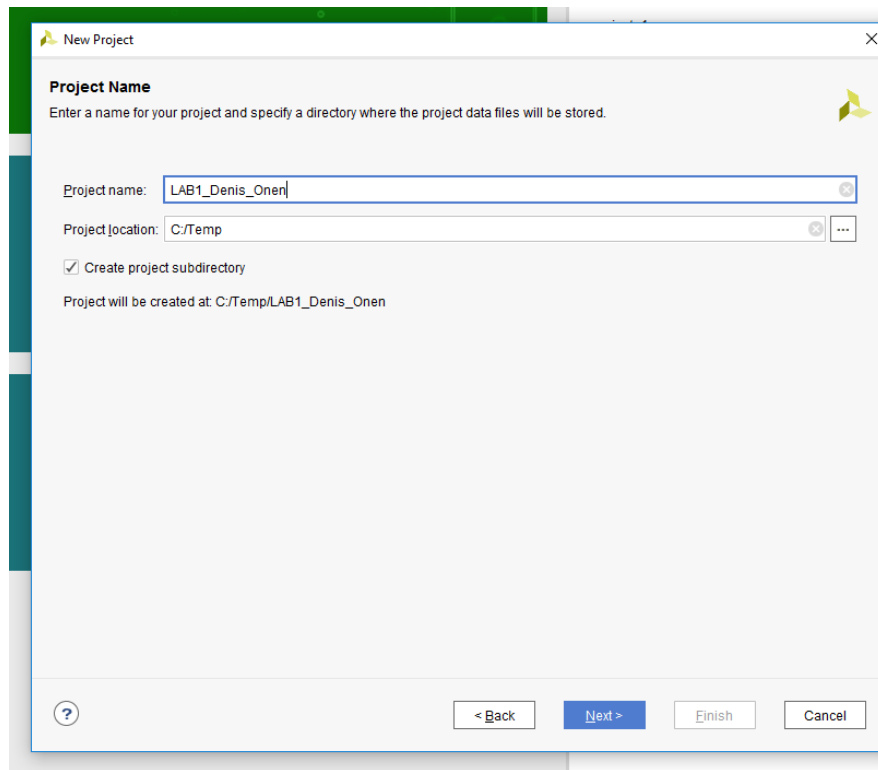 New Project
Project Name
Enter a name for your project and specify a directory where the project data files will be stored.
Project name: LAB1_Denis_Onen
Project location: C:/Temp ...
Create project subdirectory
Project will be created at: C:/Temp/LAB1_Denis_Onen
? < Back Next > Finish Cancel